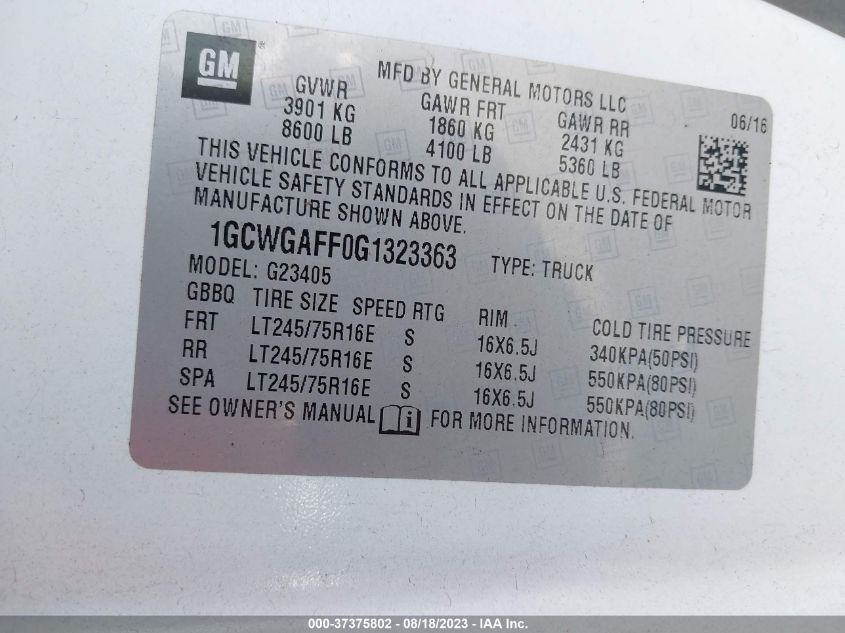 GM
MFD BY GENERAL MOTORS LLC
06/16
GVWR GAWR FRT GAWR RR
3901 KG 1860 KG 2431 KG
8600 LB 4100 LB 5360 LB
THIS VEHICLE CONFORMS TO ALL APPLICABLE U.S. FEDERAL MOTOR
VEHICLE SAFETY STANDARDS IN EFFECT ON THE DATE OF
MANUFACTURE SHOWN ABOVE.
1GCWGAFF0G1323363 TYPE: TRUCK
MODEL: G23405
GBBQ TIRE SIZE SPEED RTG RIM COLD TIRE PRESSURE
FRT LT245/75R16E S 16X6.5J 340KPA(50PSI)
RR LT245/75R16E S 16X6.5J 550KPA(80PSI)
SPA LT245/75R16E S 16X6.5J 550KPA(80PSI)
SEE OWNER'S MANUAL i FOR MORE INFORMATION.
000-37375802 - 08/18/2023 - IAA Inc.